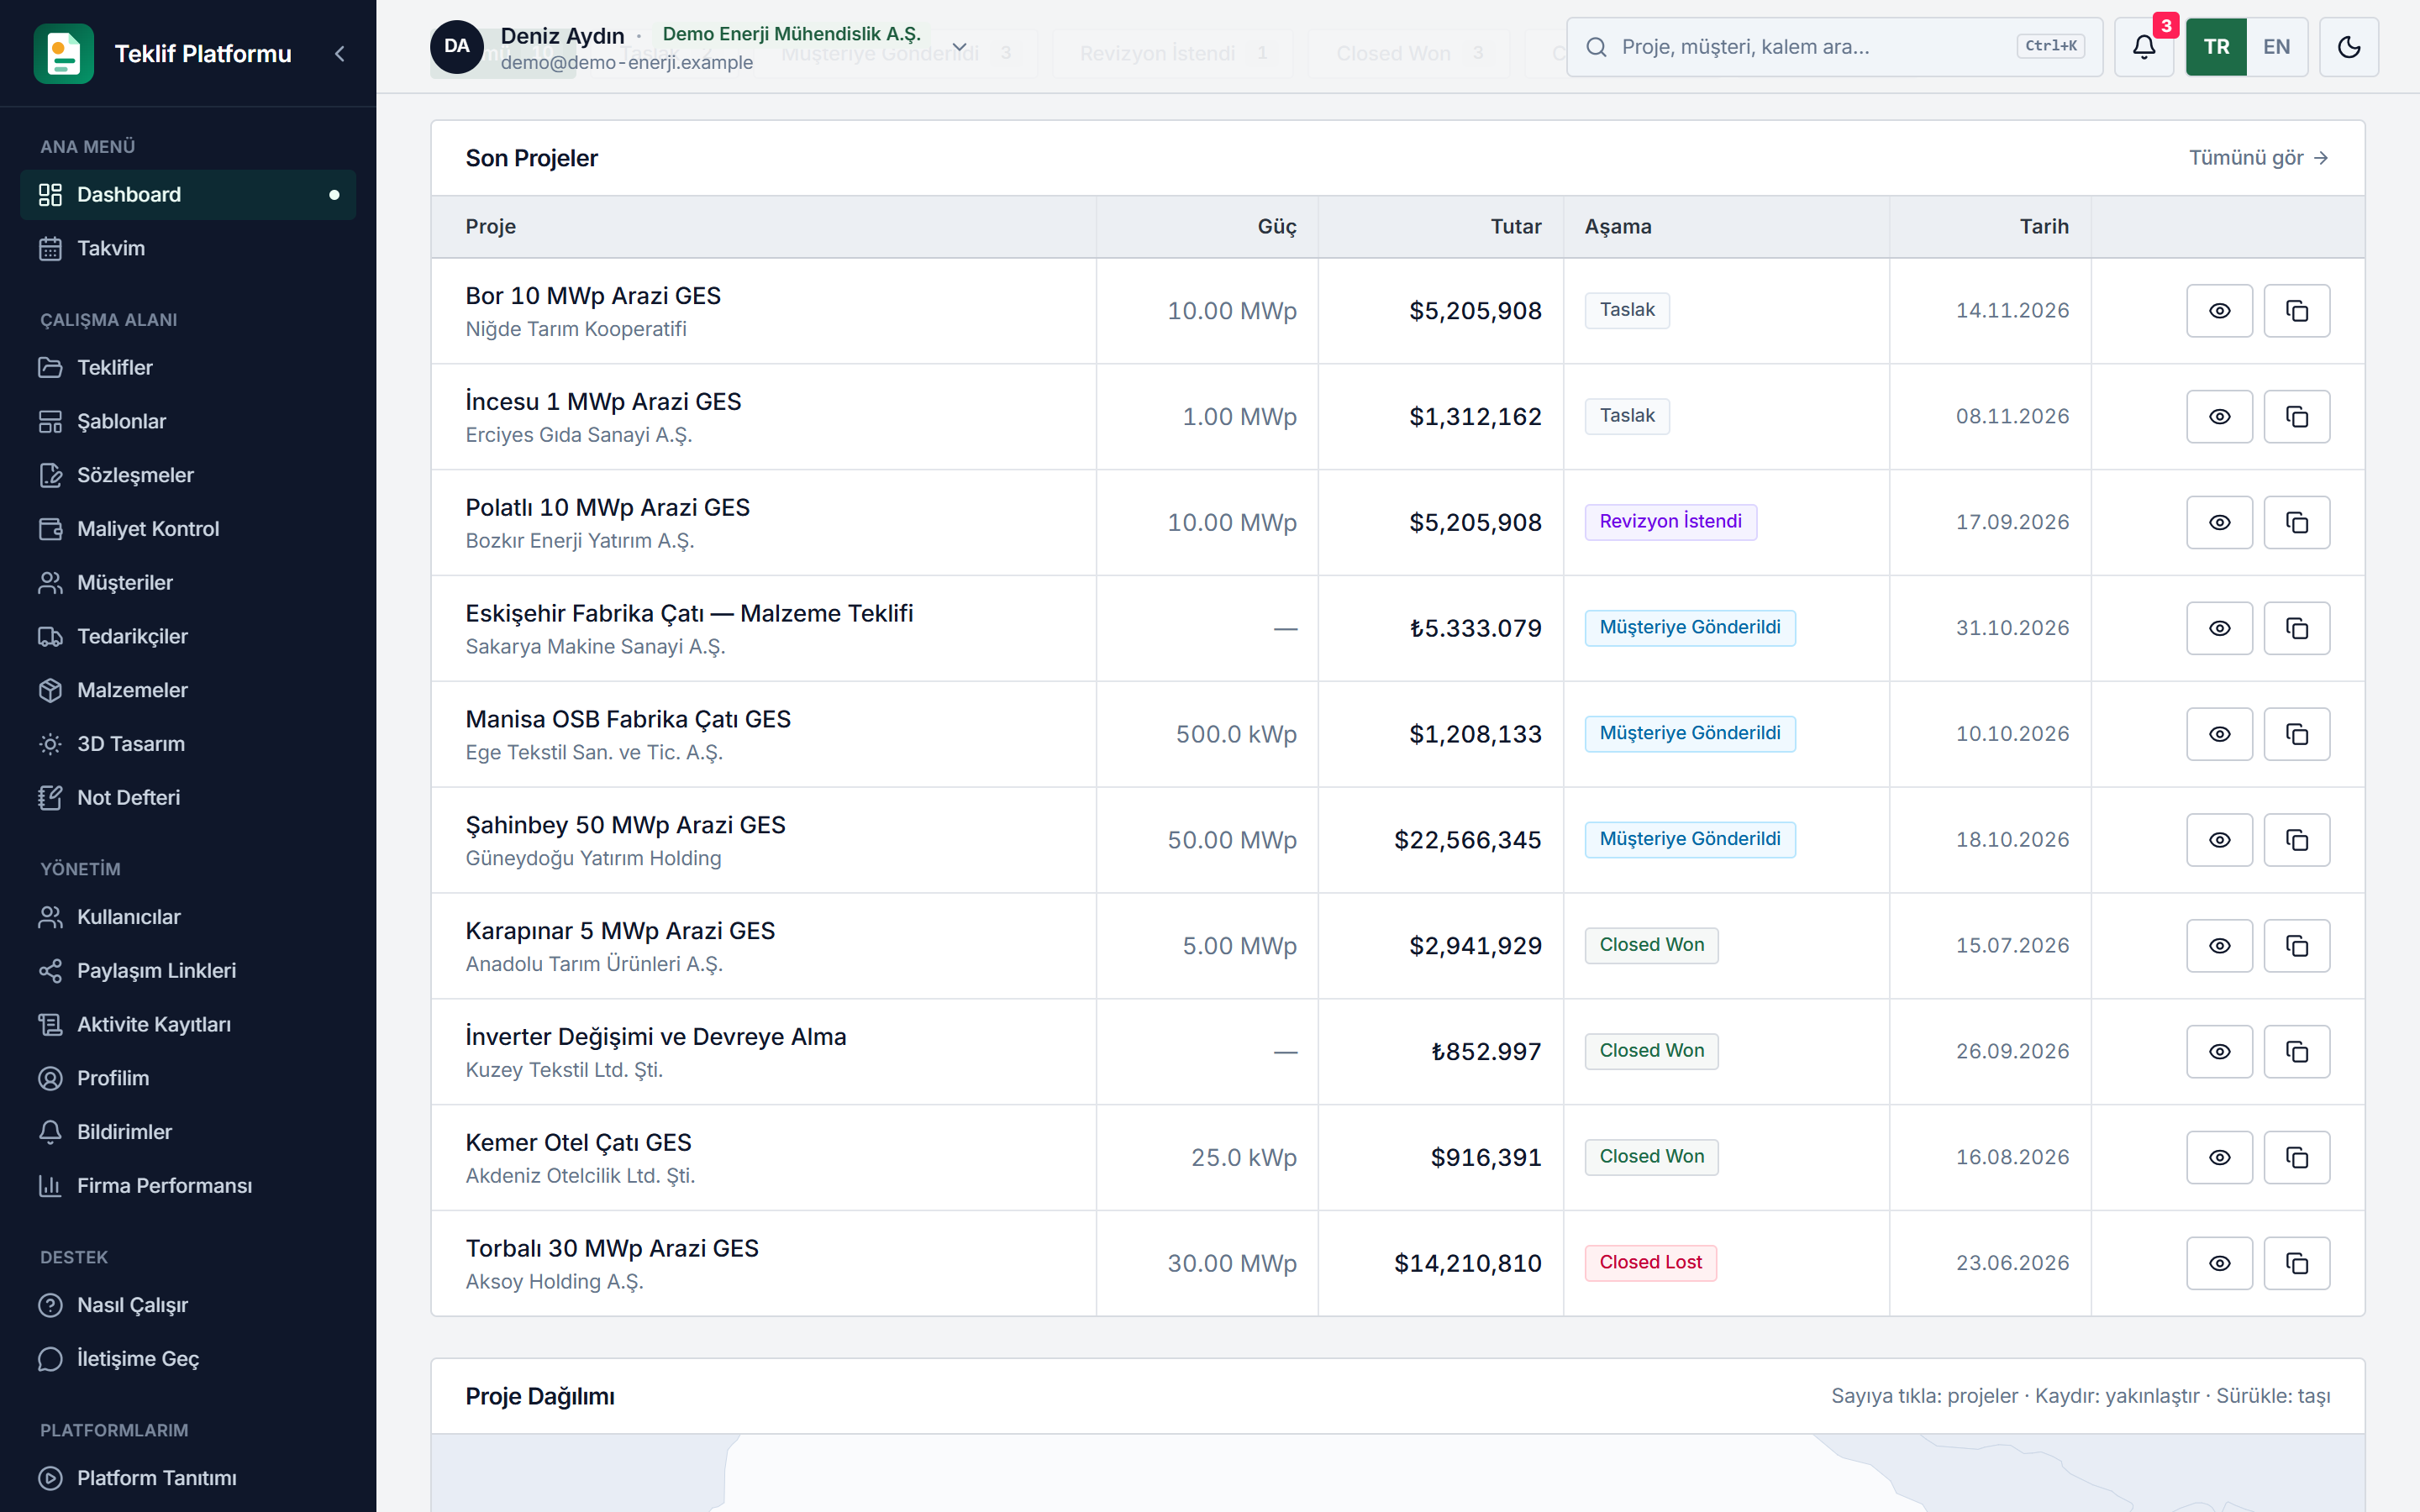 Teklif Platformu
ANA MENÜ
Dashboard
Takvim
ÇALIŞMA ALANI
Teklifler
Şablonlar
Sözleşmeler
Maliyet Kontrol
Müşteriler
Tedarikçiler
Malzemeler
3D Tasarım
Not Defteri
YÖNETİM
Kullanıcılar
Paylaşım Linkleri
Aktivite Kayıtları
Profilim
Bildirimler
Firma Performansı
DESTEK
Nasıl Çalışır
İletişime Geç
PLATFORMLARIM
Platform Tanıtımı
DA
Deniz Aydın · Demo Enerji Mühendislik A.Ş.
demo@demo-enerji.example
Taslak 2 Müşteriye Gönderildi 3 Revizyon İstendi 1 Closed Won 3
Proje, müşteri, kalem ara... Ctrl+K
3
TR EN
Son Projeler Tümünü gör →
Proje Güç Tutar Aşama Tarih
Bor 10 MWp Arazi GES
Niğde Tarım Kooperatifi
10.00 MWp $5,205,908 Taslak 14.11.2026
İncesu 1 MWp Arazi GES
Erciyes Gıda Sanayi A.Ş.
1.00 MWp $1,312,162 Taslak 08.11.2026
Polatlı 10 MWp Arazi GES
Bozkır Enerji Yatırım A.Ş.
10.00 MWp $5,205,908 Revizyon İstendi 17.09.2026
Eskişehir Fabrika Çatı — Malzeme Teklifi
Sakarya Makine Sanayi A.Ş.
— ₺5.333.079 Müşteriye Gönderildi 31.10.2026
Manisa OSB Fabrika Çatı GES
Ege Tekstil San. ve Tic. A.Ş.
500.0 kWp $1,208,133 Müşteriye Gönderildi 10.10.2026
Şahinbey 50 MWp Arazi GES
Güneydoğu Yatırım Holding
50.00 MWp $22,566,345 Müşteriye Gönderildi 18.10.2026
Karapınar 5 MWp Arazi GES
Anadolu Tarım Ürünleri A.Ş.
5.00 MWp $2,941,929 Closed Won 15.07.2026
İnverter Değişimi ve Devreye Alma
Kuzey Tekstil Ltd. Şti.
— ₺852.997 Closed Won 26.09.2026
Kemer Otel Çatı GES
Akdeniz Otelcilik Ltd. Şti.
25.0 kWp $916,391 Closed Won 16.08.2026
Torbalı 30 MWp Arazi GES
Aksoy Holding A.Ş.
30.00 MWp $14,210,810 Closed Lost 23.06.2026
Proje Dağılımı Sayıya tıkla: projeler · Kaydır: yakınlaştır · Sürükle: taşı